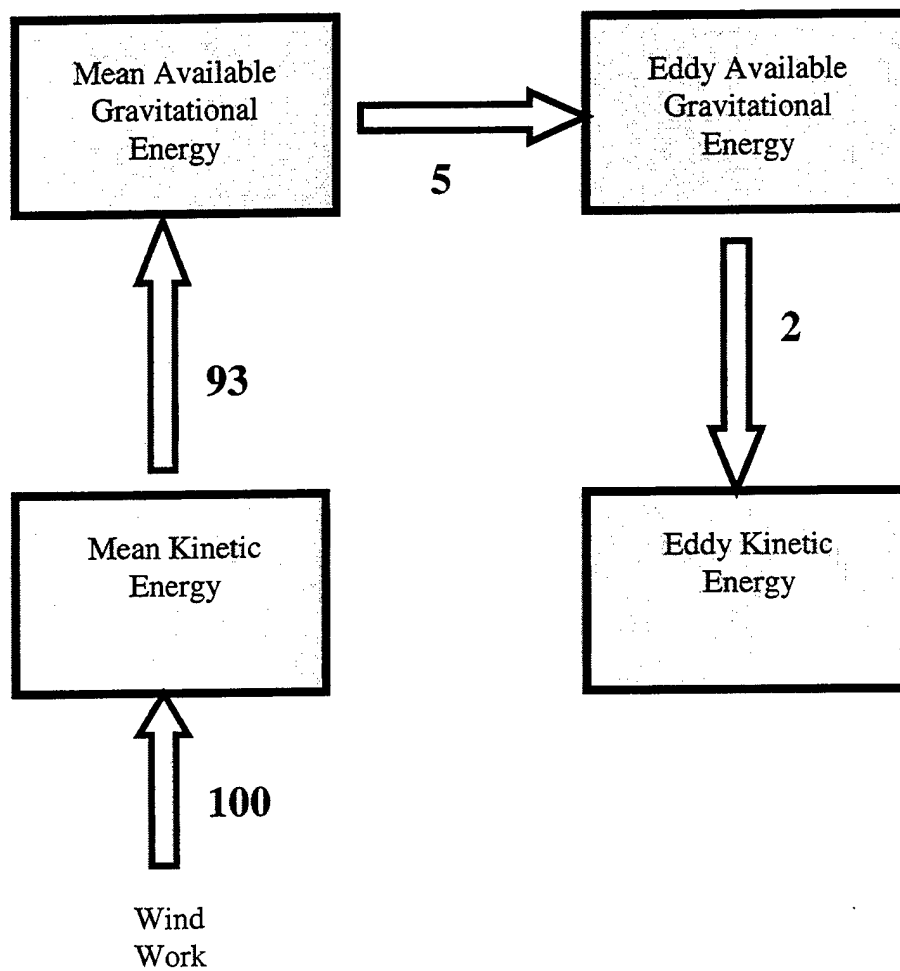 Mean Available
Gravitational
Energy
Eddy Available
Gravitational
Energy
5
2
93
Mean Kinetic
Energy
Eddy Kinetic
Energy
100
Wind
Work